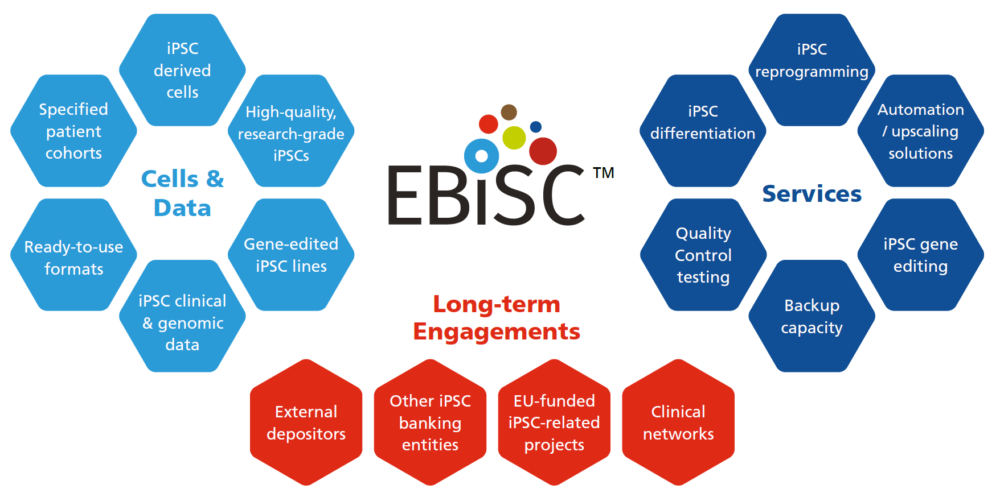 iPSC
derived
cells
Specified
patient
cohorts
High-quality,
research-grade
iPSCs
Cells &
Data
Ready-to-use
formats
Gene-edited
iPSC lines
iPSC clinical
& genomic
data
EBiSC™
iPSC
reprogramming
iPSC
differentiation
Automation
/ upscaling
solutions
Services
Quality
Control
testing
iPSC gene
editing
Backup
capacity
Long-term
Engagements
External
depositors
Other iPSC
banking
entities
EU-funded
iPSC-related
projects
Clinical
networks